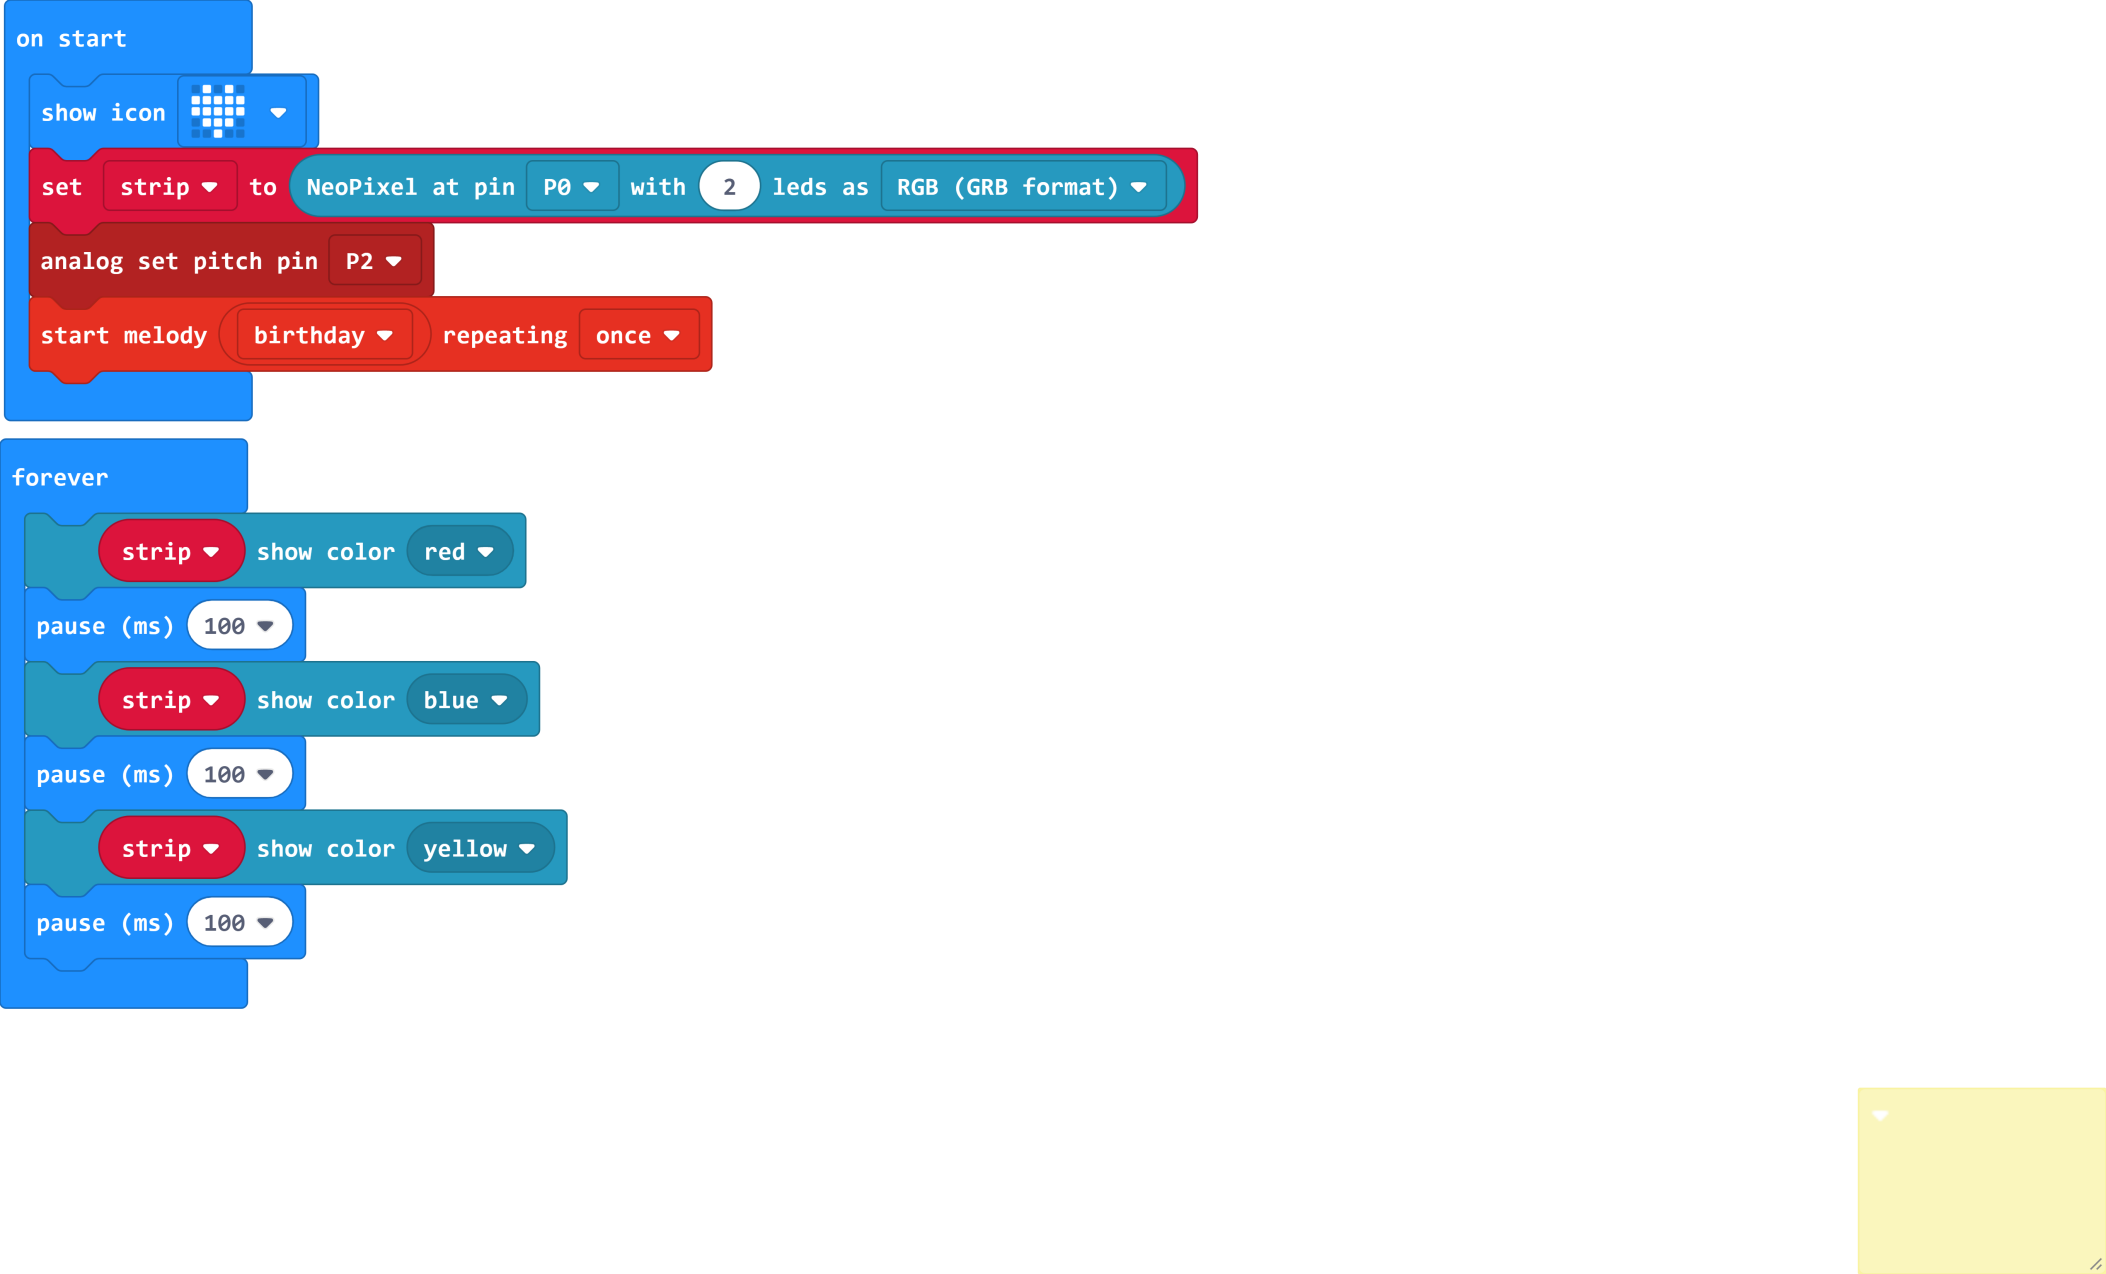 on start
show icon
set strip to NeoPixel at pin P0 with 2 leds as RGB (GRB format)
analog set pitch pin P2
start melody birthday repeating once
forever
strip show color red
pause (ms) 100
strip show color blue
pause (ms) 100
strip show color yellow
pause (ms) 100